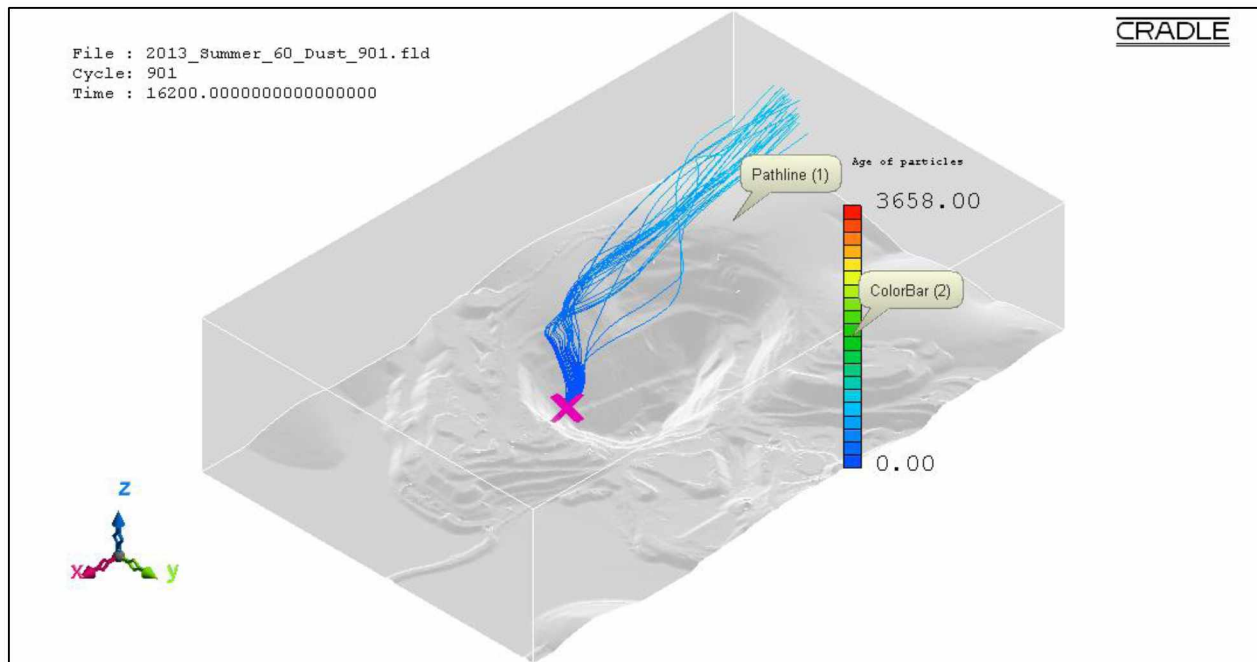 CRADLE
File : 2013_Summer_60_Dust_901.fld
Cycle: 901
Time : 16200.0000000000000000
Pathline (1)
Age of particles
3658.00
ColorBar (2)
0.00
z
x
y